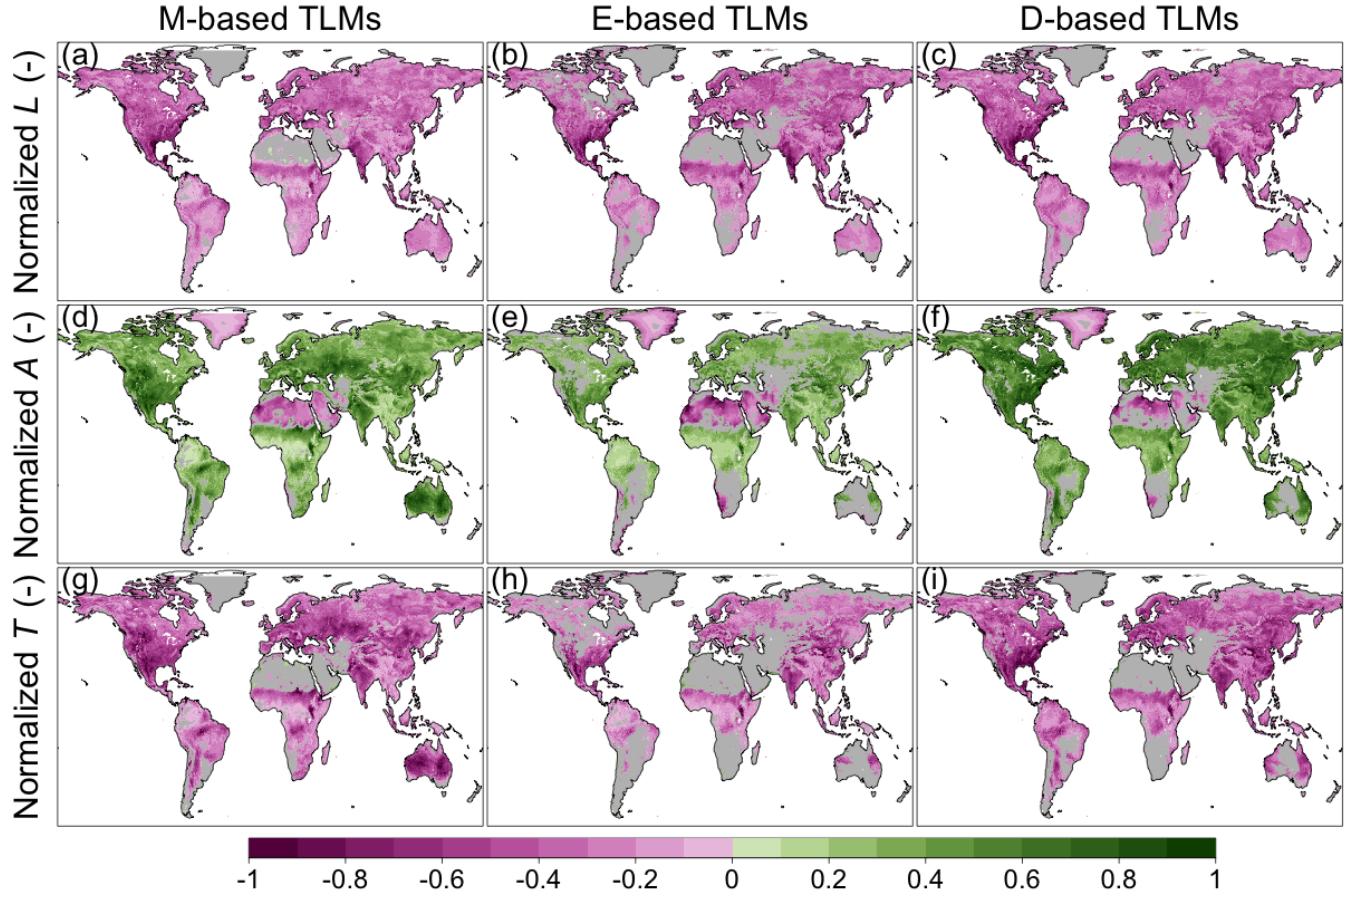 M-based TLMs E-based TLMs D-based TLMs
Normalized L (-)
(a) (b) (c)
Normalized A (-)
(d) (e) (f)
Normalized T (-)
(g) (h) (i)
-1 -0.8 -0.6 -0.4 -0.2 0 0.2 0.4 0.6 0.8 1